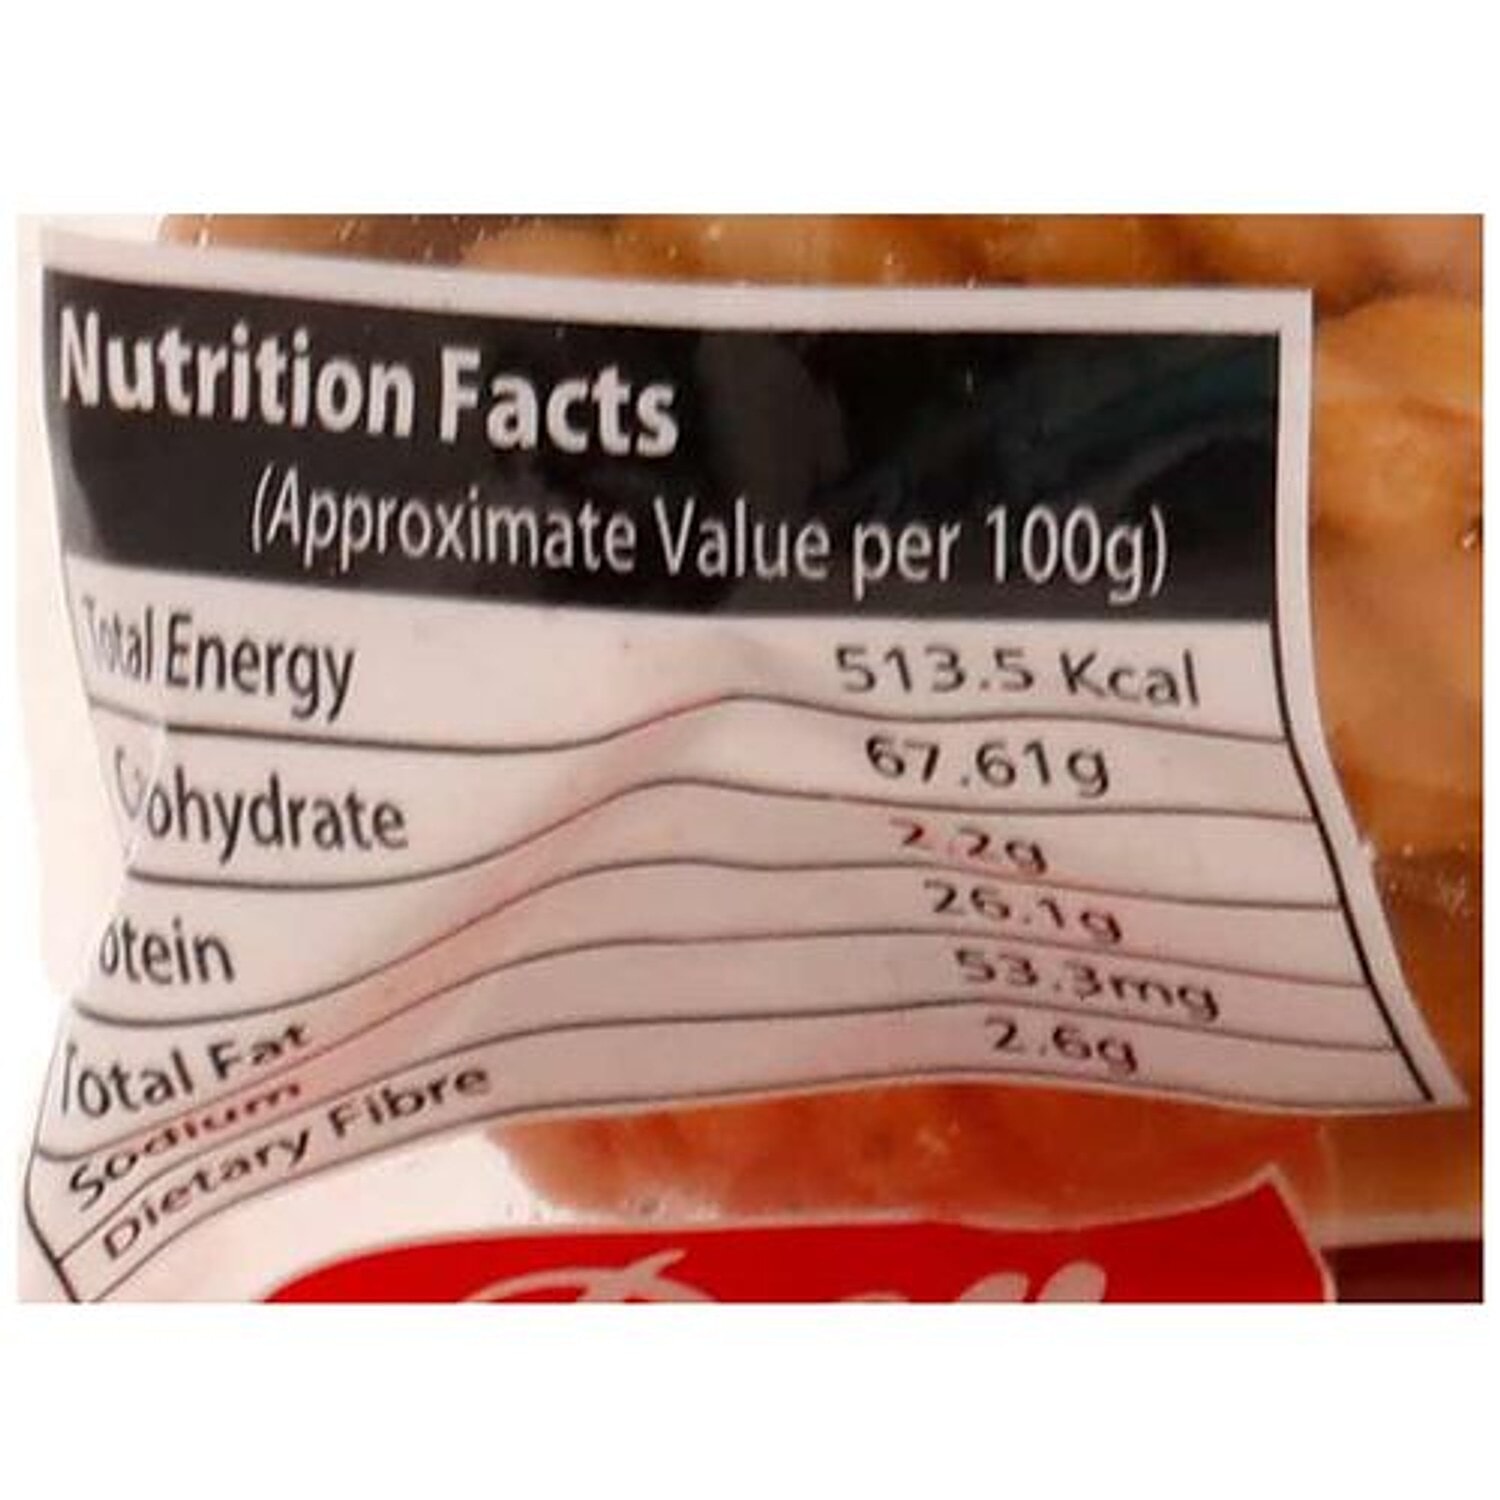 Nutrition Facts
(Approximate Value per 100g)
Total Energy 513.5 Kcal
ohydrate 67.61g
otein 2.2g
Total Fat 26.1g
Sodium 53.3mg
Dietary Fibre 2.6g